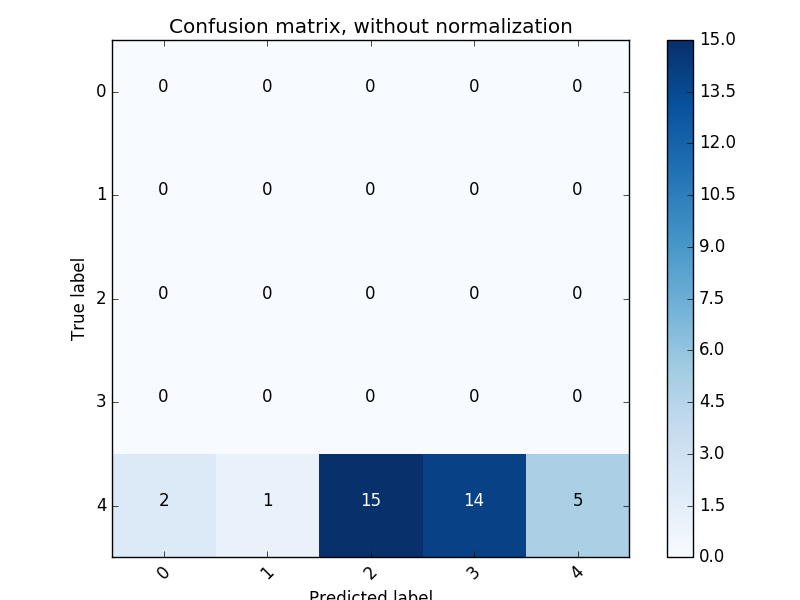 Confusion matrix, without normalization
15.0
0 0 0 0 0 0
13.5
12.0
1 0 0 0 0 0
10.5
9.0
True label
2 0 0 0 0 0
7.5
6.0
3 0 0 0 0 0
4.5
3.0
4 2 1 15 14 5
1.5
0.0
0 1 2 3 4
Predicted label